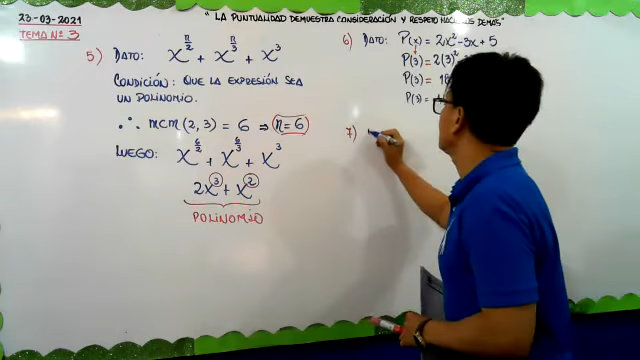 23-03-2021
TEMA Nº 3
" LA PUNTUALIDAD DEMUESTRA CONSIDERACIÓN Y RESPETO HACIA LOS DEMÁS"
5) DATO: x^(n/2) + x^(n/3) + x^3
CONDICIÓN: QUE LA EXPRESIÓN SEA
UN POLINOMIO.
∴ mcm (2, 3) = 6 ⇒ n = 6
LUEGO: x^(6/2) + x^(6/3) + x^3
2x^3 + x^2
POLINOMIO
6) DATO: P(x) = 2x² - 3x + 5
P(3) = 2(3)²
P(3) = 18
P(3) =
7)